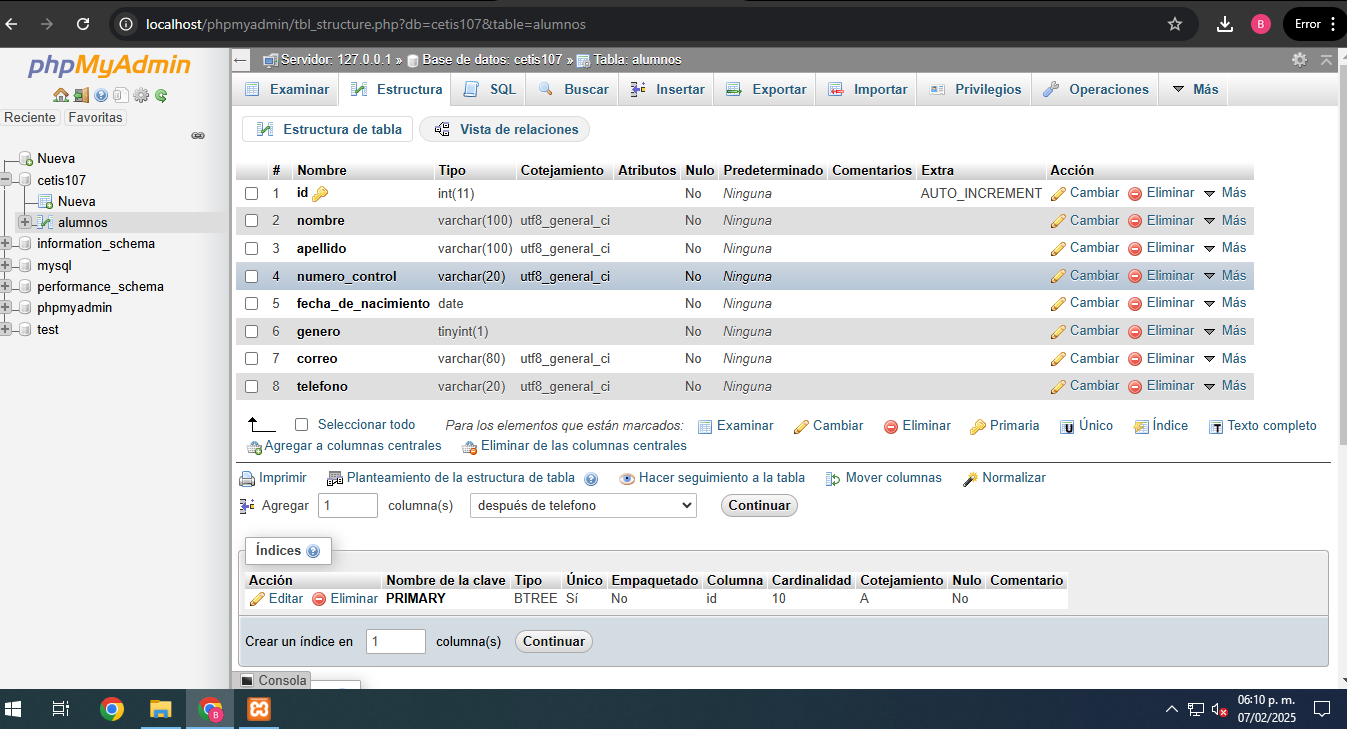 localhost/phpmyadmin/tbl_structure.php?db=cetis107&table=alumnos
B
Error
phpMyAdmin
Reciente Favoritas
Nueva
cetis107
Nueva
alumnos
information_schema
mysql
performance_schema
phpmyadmin
test
Servidor: 127.0.0.1 » Base de datos: cetis107 » Tabla: alumnos
Examinar Estructura SQL Buscar Insertar Exportar Importar Privilegios Operaciones Más
Estructura de tabla Vista de relaciones
# Nombre Tipo Cotejamiento Atributos Nulo Predeterminado Comentarios Extra Acción
1 id int(11) No Ninguna AUTO_INCREMENT Cambiar Eliminar Más
2 nombre varchar(100) utf8_general_ci No Ninguna Cambiar Eliminar Más
3 apellido varchar(100) utf8_general_ci No Ninguna Cambiar Eliminar Más
4 numero_control varchar(20) utf8_general_ci No Ninguna Cambiar Eliminar Más
5 fecha_de_nacimiento date No Ninguna Cambiar Eliminar Más
6 genero tinyint(1) No Ninguna Cambiar Eliminar Más
7 correo varchar(80) utf8_general_ci No Ninguna Cambiar Eliminar Más
8 telefono varchar(20) utf8_general_ci No Ninguna Cambiar Eliminar Más
Seleccionar todo Para los elementos que están marcados: Examinar Cambiar Eliminar Primaria Único Índice Texto completo
Agregar a columnas centrales Eliminar de las columnas centrales
Imprimir Planteamiento de la estructura de tabla Hacer seguimiento a la tabla Mover columnas Normalizar
Agregar 1 columna(s) después de telefono Continuar
Índices
Acción Nombre de la clave Tipo Único Empaquetado Columna Cardinalidad Cotejamiento Nulo Comentario
Editar Eliminar PRIMARY BTREE Sí No id 10 A No
Crear un índice en 1 columna(s) Continuar
Consola
B
06:10 p. m.
07/02/2025